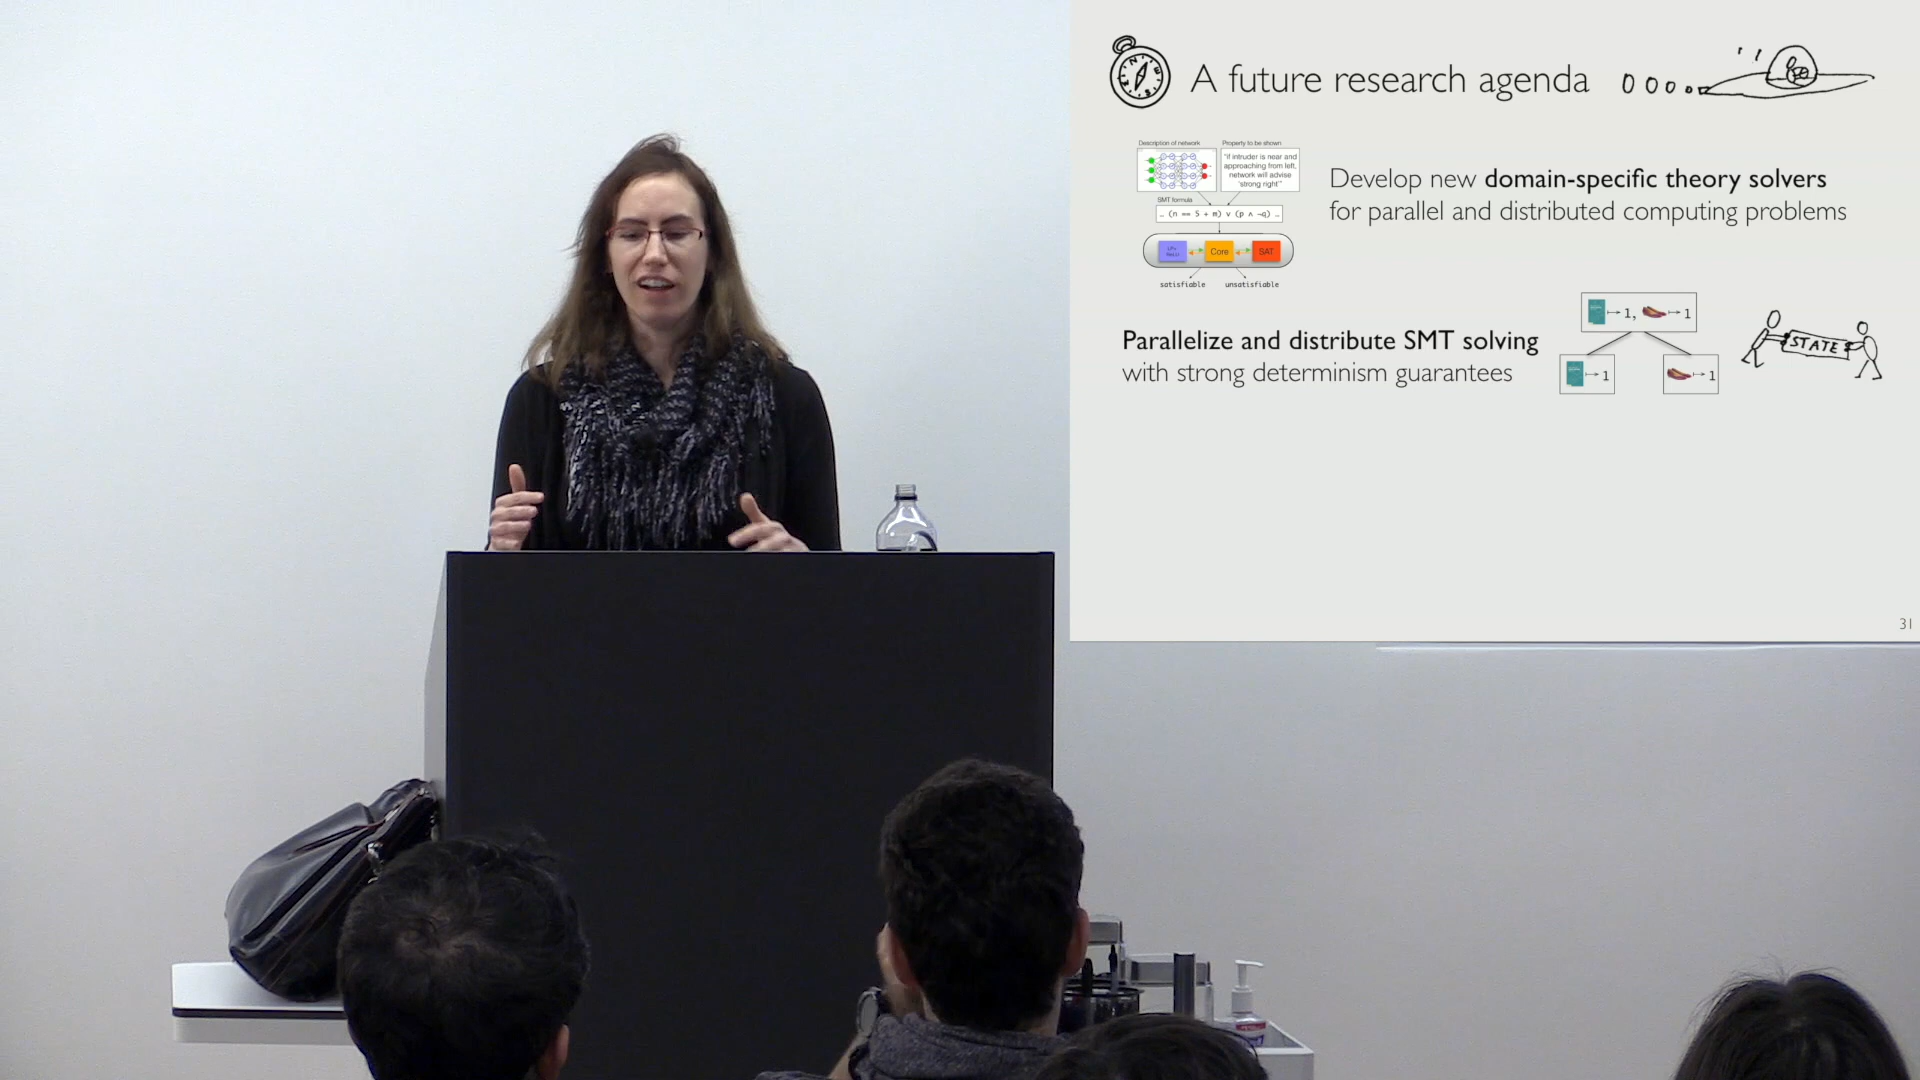 A future research agenda
Description of network
Property to be shown
"if intruder is near and
approaching from left,
network will advise
'strong right'"
SMT formula
… (n == 5 + m) ∨ (p ∧ ¬q) …
Core
SAT
satisfiable
unsatisfiable
Develop new domain-specific theory solvers
for parallel and distributed computing problems
Parallelize and distribute SMT solving
with strong determinism guarantees
↦ 1, ↦ 1
↦ 1
↦ 1
STATE
31